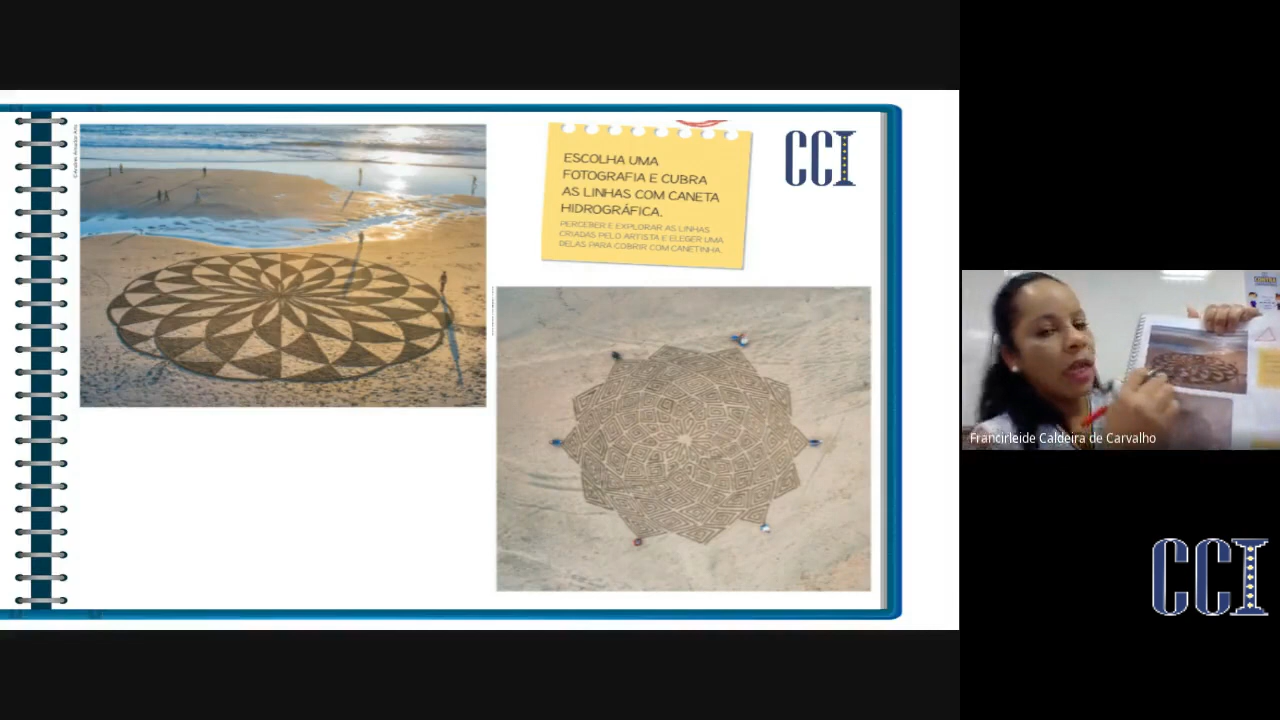 ESCOLHA UMA
FOTOGRAFIA E CUBRA
AS LINHAS COM CANETA
HIDROGRÁFICA.
PERCEBER E EXPLORAR AS LINHAS
CRIADAS PELO ARTISTA E ELEGER UMA
DELAS PARA COBRIR COM CANETINHA.
CCI
Francirleide Caldeira de Carvalho
CCI